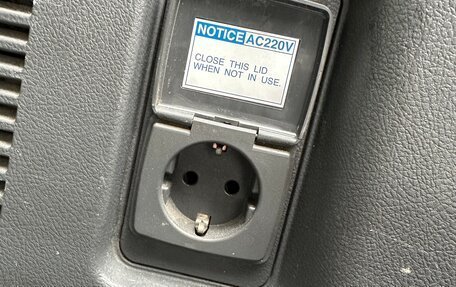 NOTICE AC220V
CLOSE THIS LID
WHEN NOT IN USE.